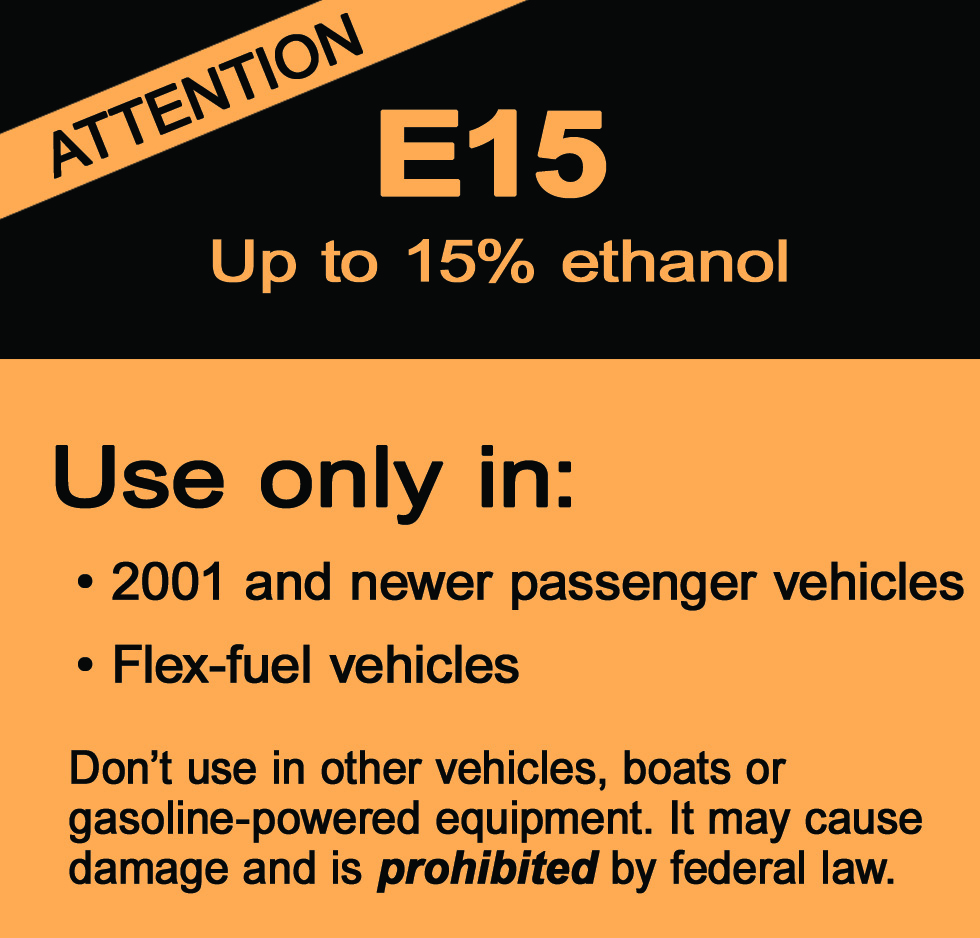 ATTENTION
E15
Up to 15% ethanol
Use only in:
• 2001 and newer passenger vehicles
• Flex-fuel vehicles
Don’t use in other vehicles, boats or
gasoline-powered equipment. It may cause
damage and is prohibited by federal law.